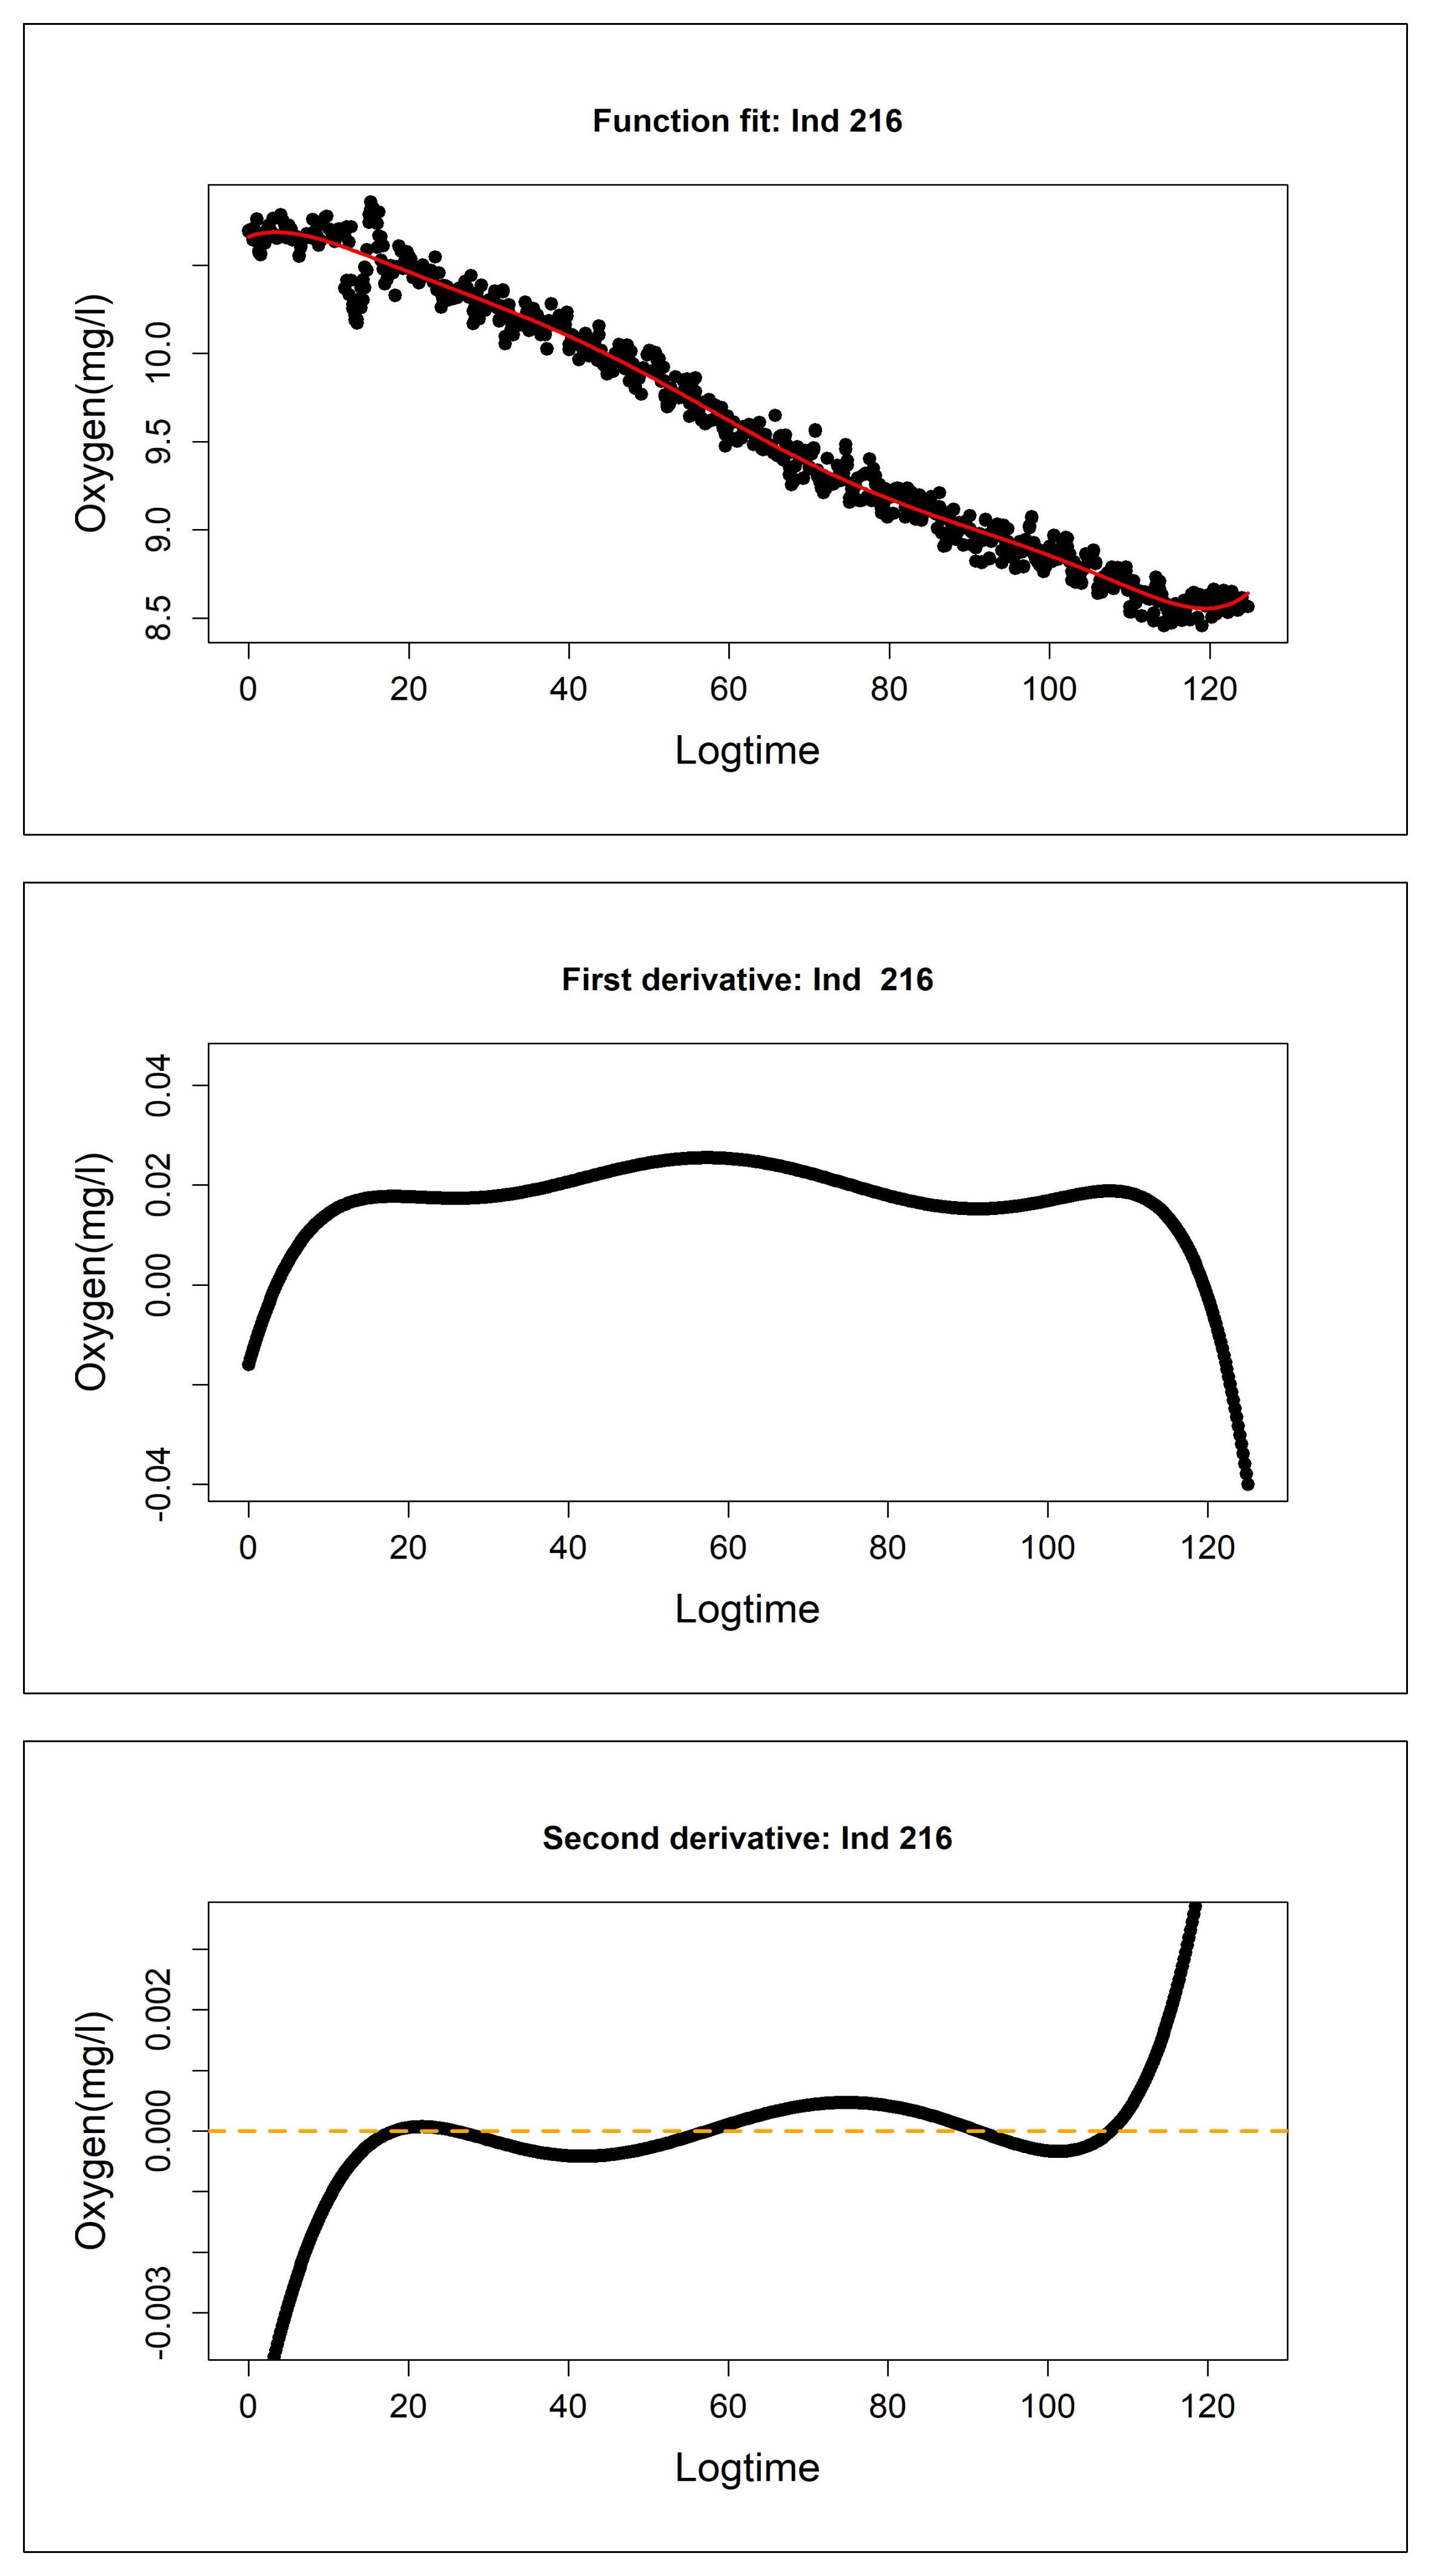 Function fit: Ind 216
Oxygen(mg/l)
10.0
9.5
9.0
8.5
0 20 40 60 80 100 120
Logtime
First derivative: Ind  216
Oxygen(mg/l)
0.04
0.02
0.00
-0.04
0 20 40 60 80 100 120
Logtime
Second derivative: Ind 216
Oxygen(mg/l)
0.002
0.000
-0.003
0 20 40 60 80 100 120
Logtime